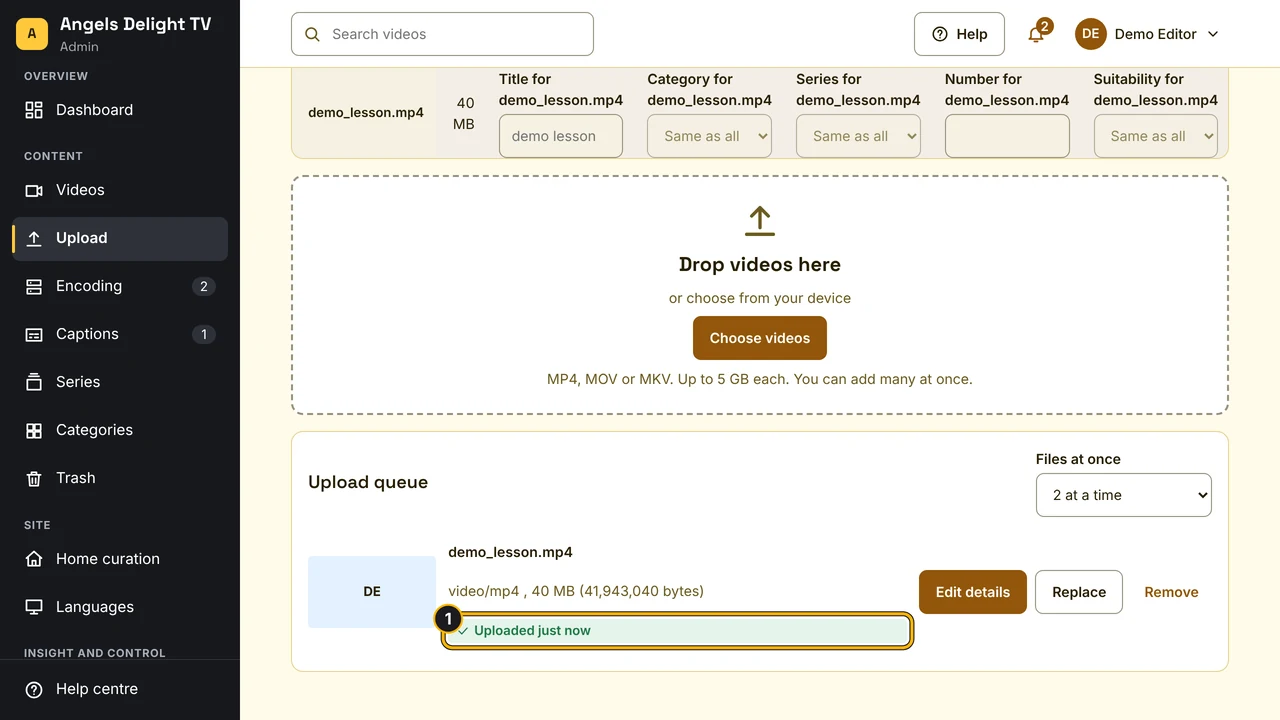 A
Angels Delight TV
Admin
OVERVIEW
Dashboard
CONTENT
Videos
Upload
Encoding 2
Captions 1
Series
Categories
Trash
SITE
Home curation
Languages
INSIGHT AND CONTROL
Help centre
Search videos
Help
2
DE Demo Editor
demo_lesson.mp4
40
MB
Title for
demo_lesson.mp4
demo lesson
Category for
demo_lesson.mp4
Same as all
Series for
demo_lesson.mp4
Same as all
Number for
demo_lesson.mp4
Suitability for
demo_lesson.mp4
Same as all
Drop videos here
or choose from your device
Choose videos
MP4, MOV or MKV. Up to 5 GB each. You can add many at once.
Upload queue
Files at once
2 at a time
DE
demo_lesson.mp4
video/mp4 , 40 MB (41,943,040 bytes)
1
✓ Uploaded just now
Edit details
Replace
Remove